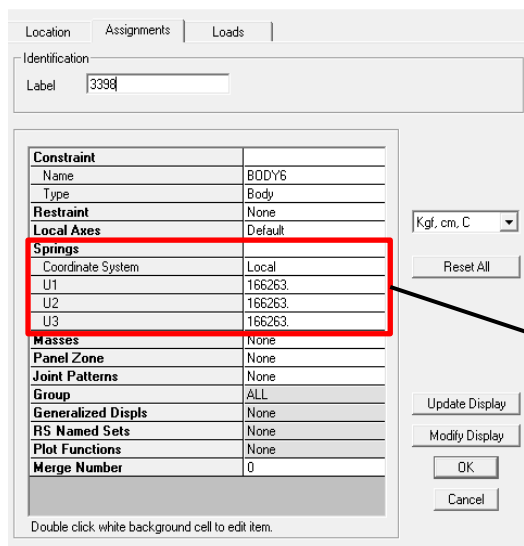 Location Assignments Loads
Identification
Label 3398
Constraint
Name BODY6
Type Body
Restraint None
Local Axes Default
Springs
Coordinate System Local
U1 166263.
U2 166263.
U3 166263.
Masses None
Panel Zone None
Joint Patterns None
Group ALL
Generalized Displs None
RS Named Sets None
Plot Functions None
Merge Number 0
Double click white background cell to edit item.
Kgf, cm, C
Reset All
Update Display
Modify Display
OK
Cancel